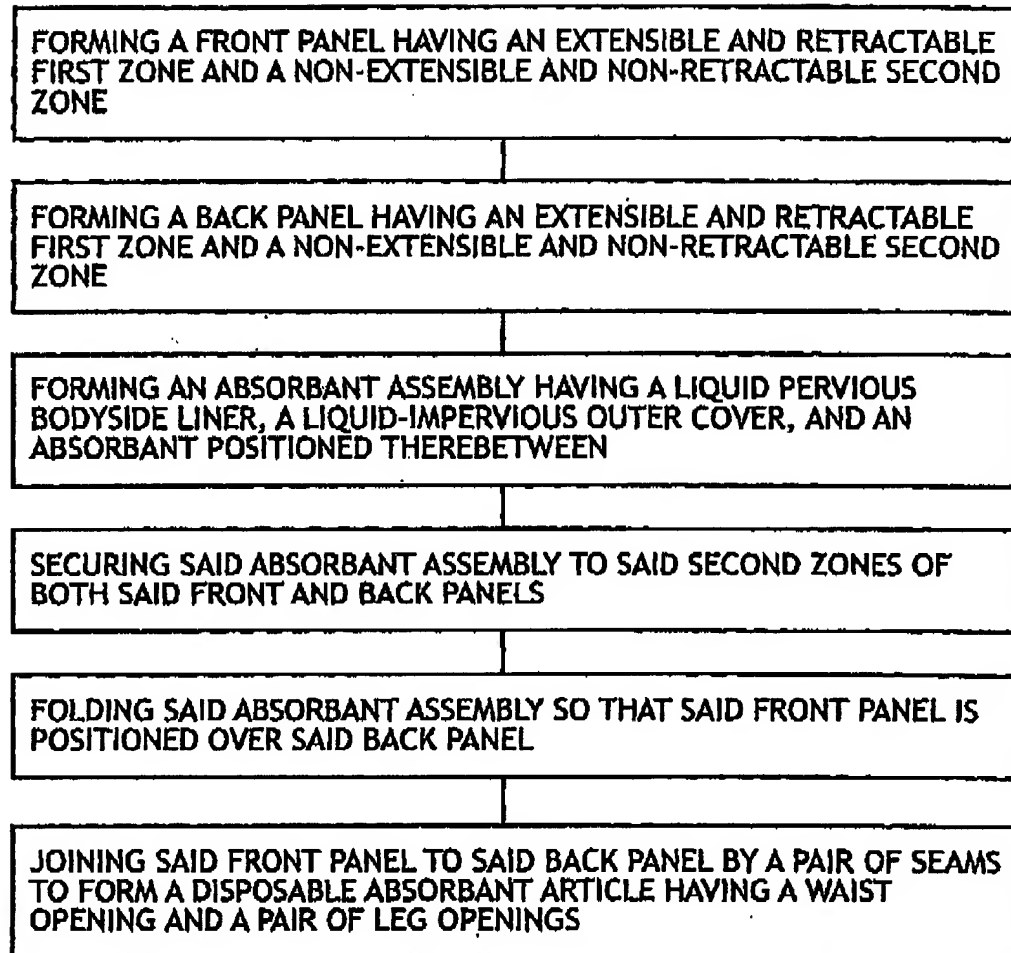 FORMING A FRONT PANEL HAVING AN EXTENSIBLE AND RETRACTABLE
FIRST ZONE AND A NON-EXTENSIBLE AND NON-RETRACTABLE SECOND
ZONE
FORMING A BACK PANEL HAVING AN EXTENSIBLE AND RETRACTABLE
FIRST ZONE AND A NON-EXTENSIBLE AND NON-RETRACTABLE SECOND
ZONE
FORMING AN ABSORBANT ASSEMBLY HAVING A LIQUID PERVIOUS
BODYSIDE LINER, A LIQUID-IMPERVIOUS OUTER COVER, AND AN
ABSORBANT POSITIONED THEREBETWEEN
SECURING SAID ABSORBANT ASSEMBLY TO SAID SECOND ZONES OF
BOTH SAID FRONT AND BACK PANELS
FOLDING SAID ABSORBANT ASSEMBLY SO THAT SAID FRONT PANEL IS
POSITIONED OVER SAID BACK PANEL
JOINING SAID FRONT PANEL TO SAID BACK PANEL BY A PAIR OF SEAMS
TO FORM A DISPOSABLE ABSORBANT ARTICLE HAVING A WAIST
OPENING AND A PAIR OF LEG OPENINGS